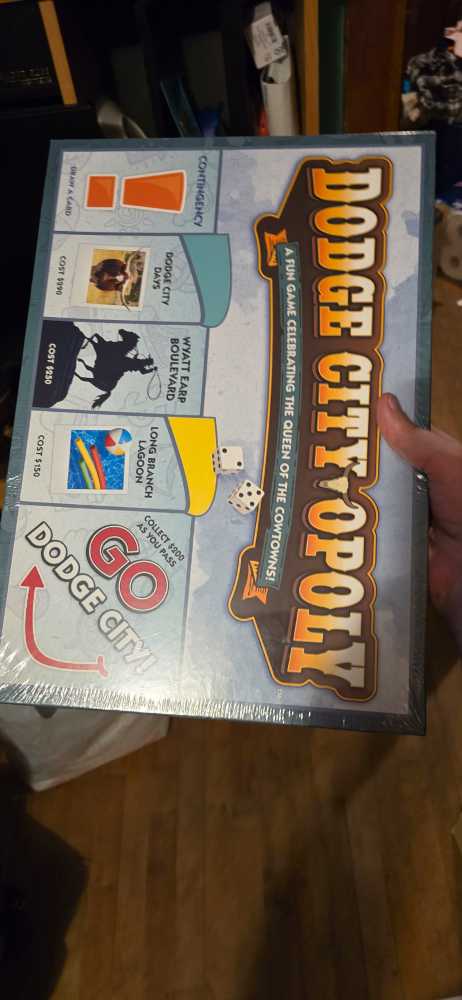 DODGE CITY-OPOLY
A FUN GAME CELEBRATING THE QUEEN OF THE COWTOWNS!
CONTINGENCY
DRAW A CARD
DODGE CITY
DAYS
COST $290
WYATT EARP
BOULEVARD
COST $250
LONG BRANCH
LAGOON
COST $150
COLLECT $200
AS YOU PASS
GO
DODGE CITY!